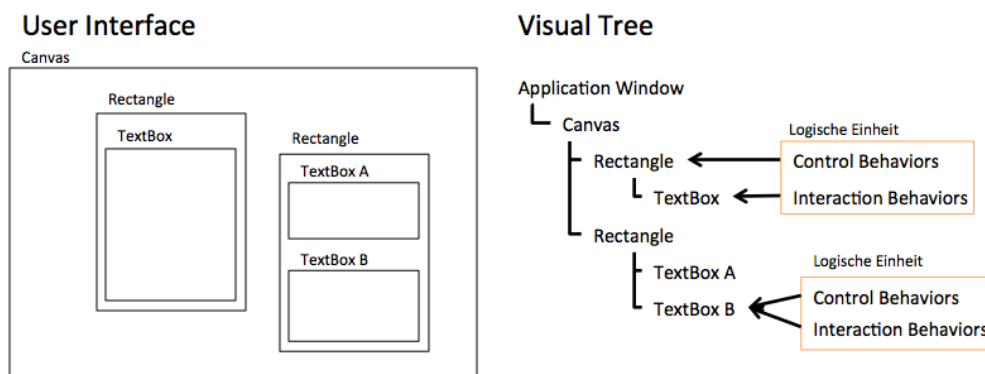 User Interface
Canvas
Rectangle
TextBox
Rectangle
TextBox A
TextBox B
Visual Tree
Application Window
Canvas
Rectangle
TextBox
Rectangle
TextBox A
TextBox B
Logische Einheit
Control Behaviors
Interaction Behaviors
Logische Einheit
Control Behaviors
Interaction Behaviors